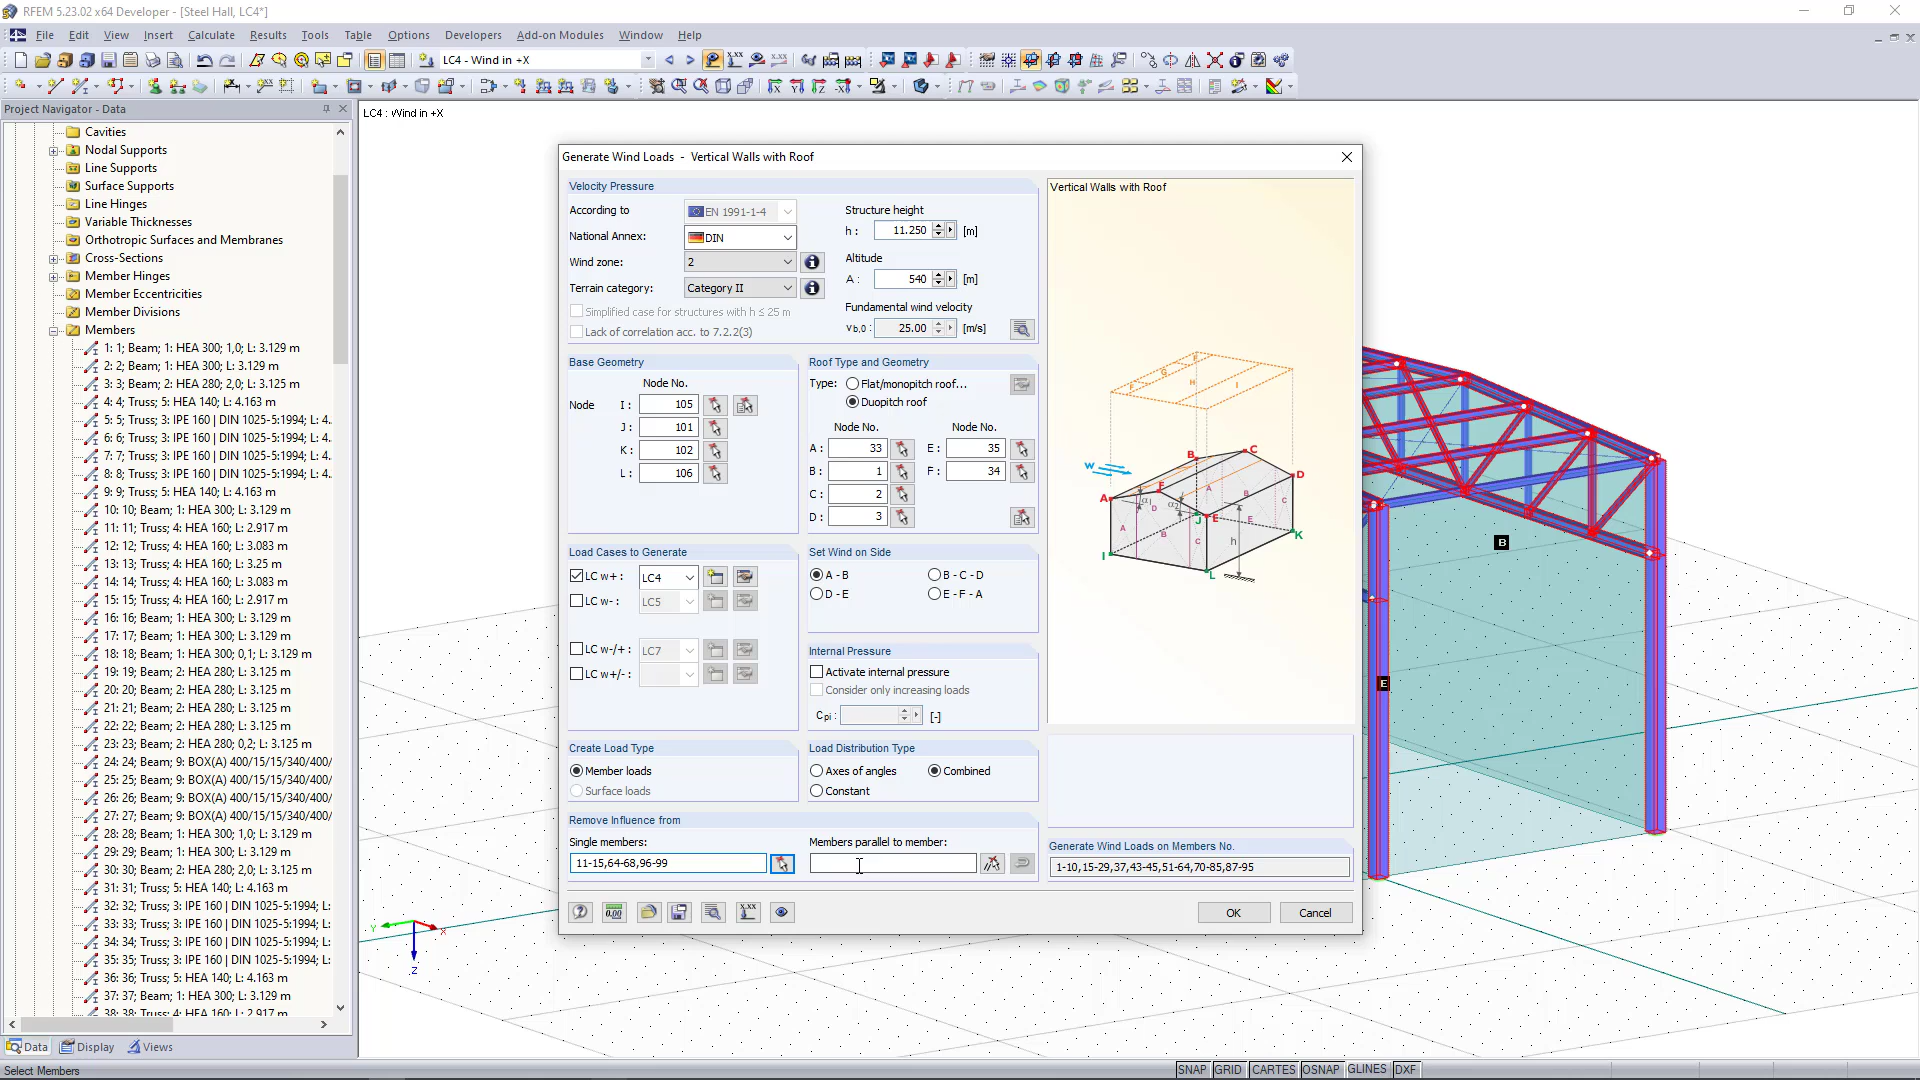 RFEM 5.23.02 x64 Developer - [Steel Hall, LC4*]
File Edit View Insert Calculate Results Tools Table Options Developers Add-on Modules Window Help
LC4 - Wind in +X
Project Navigator - Data
Cavities
Nodal Supports
Line Supports
Surface Supports
Line Hinges
Variable Thicknesses
Orthotropic Surfaces and Membranes
Cross-Sections
Member Hinges
Member Eccentricities
Member Divisions
Members
1: 1; Beam; 1: HEA 300; 1,0; L: 3.129 m
2: 2; Beam; 1: HEA 300; L: 3.129 m
3: 3; Beam; 2: HEA 280; 2,0; L: 3.125 m
4: 4; Truss; 5: HEA 140; L: 4.163 m
5: 5; Truss; 3: IPE 160 | DIN 1025-5:1994; L: 4..
6: 6; Truss; 3: IPE 160 | DIN 1025-5:1994; L: 4..
7: 7; Truss; 3: IPE 160 | DIN 1025-5:1994; L: 4..
8: 8; Truss; 3: IPE 160 | DIN 1025-5:1994; L: 4..
9: 9; Truss; 5: HEA 140; L: 4.163 m
10: 10; Beam; 1: HEA 300; L: 3.129 m
11: 11; Truss; 4: HEA 160; L: 2.917 m
12: 12; Truss; 4: HEA 160; L: 3.083 m
13: 13; Truss; 4: HEA 160; L: 3.25 m
14: 14; Truss; 4: HEA 160; L: 3.083 m
15: 15; Truss; 4: HEA 160; L: 2.917 m
16: 16; Beam; 1: HEA 300; L: 3.129 m
17: 17; Beam; 1: HEA 300; L: 3.129 m
18: 18; Beam; 1: HEA 300; 0,1; L: 3.129 m
19: 19; Beam; 2: HEA 280; L: 3.125 m
20: 20; Beam; 2: HEA 280; L: 3.125 m
21: 21; Beam; 2: HEA 280; L: 3.125 m
22: 22; Beam; 2: HEA 280; L: 3.125 m
23: 23; Beam; 2: HEA 280; 0,2; L: 3.125 m
24: 24; Beam; 9: BOX(A) 400/15/15/340/400/
25: 25; Beam; 9: BOX(A) 400/15/15/340/400/
26: 26; Beam; 9: BOX(A) 400/15/15/340/400/
27: 27; Beam; 9: BOX(A) 400/15/15/340/400/
28: 28; Beam; 1: HEA 300; 1,0; L: 3.129 m
29: 29; Beam; 1: HEA 300; L: 3.129 m
30: 30; Beam; 2: HEA 280; 2,0; L: 3.125 m
31: 31; Truss; 5: HEA 140; L: 4.163 m
32: 32; Truss; 3: IPE 160 | DIN 1025-5:1994; L:
33: 33; Truss; 3: IPE 160 | DIN 1025-5:1994; L:
34: 34; Truss; 3: IPE 160 | DIN 1025-5:1994; L:
35: 35; Truss; 3: IPE 160 | DIN 1025-5:1994; L:
36: 36; Truss; 5: HEA 140; L: 4.163 m
37: 37; Beam; 1: HEA 300; L: 3.129 m
38: 38; Truss; 4: HEA 160; L: 2.917 m
Data Display Views
Select Members
LC4 : Wind in +X
Generate Wind Loads - Vertical Walls with Roof
Velocity Pressure
According to EN 1991-1-4
National Annex: DIN
Wind zone: 2
Terrain category: Category II
Simplified case for structures with h ≤ 25 m
Lack of correlation acc. to 7.2.2(3)
Structure height
h : 11.250 [m]
Altitude
A : 540 [m]
Fundamental wind velocity
vb,0 : 25.00 [m/s]
Base Geometry
Node No.
Node I : 105
J : 101
K : 102
L : 106
Roof Type and Geometry
Type: Flat/monopitch roof...
Duopitch roof
Node No. Node No.
A : 33 E : 35
B : 1 F : 34
C : 2
D : 3
Load Cases to Generate
LC w+ : LC4
LC w- : LC5
LC w-/+ : LC7
LC w+/- :
Set Wind on Side
A - B B - C - D
D - E E - F - A
Internal Pressure
Activate internal pressure
Consider only increasing loads
Cpi : [-]
Create Load Type
Member loads
Surface loads
Load Distribution Type
Axes of angles Combined
Constant
Remove Influence from
Single members: Members parallel to member:
11-15,64-68,96-99
Vertical Walls with Roof
F
G
F
H
I
w
B
C
A
F
D
α1
α2
A
B
C
D
J
E
E
A
B
C
h
K
I
L
Generate Wind Loads on Members No.
1-10,15-29,37,43-45,51-64,70-85,87-95
0.00
x.xx
OK Cancel
B
E
Y
X
Z
SNAP GRID CARTES OSNAP GLINES DXF